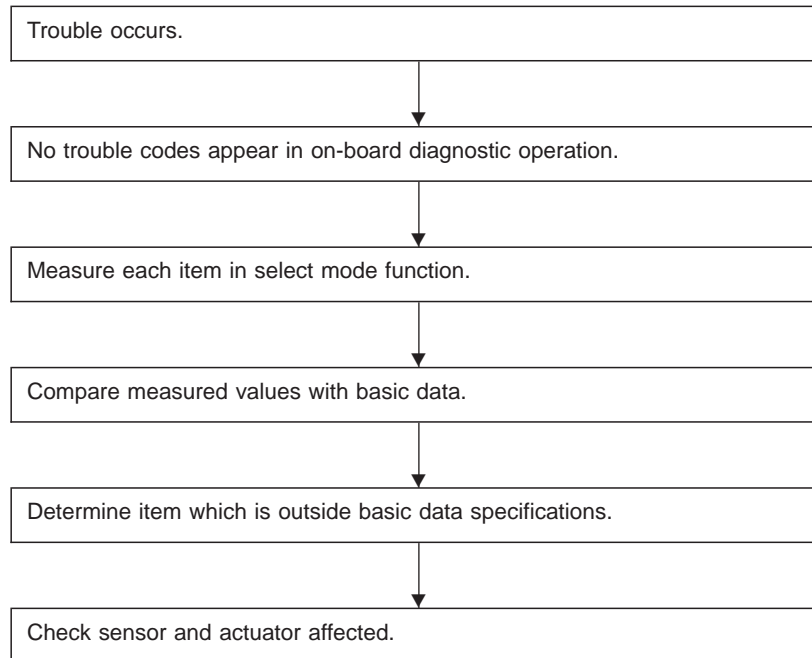 Trouble occurs.
No trouble codes appear in on-board diagnostic operation.
Measure each item in select mode function.
Compare measured values with basic data.
Determine item which is outside basic data specifications.
Check sensor and actuator affected.